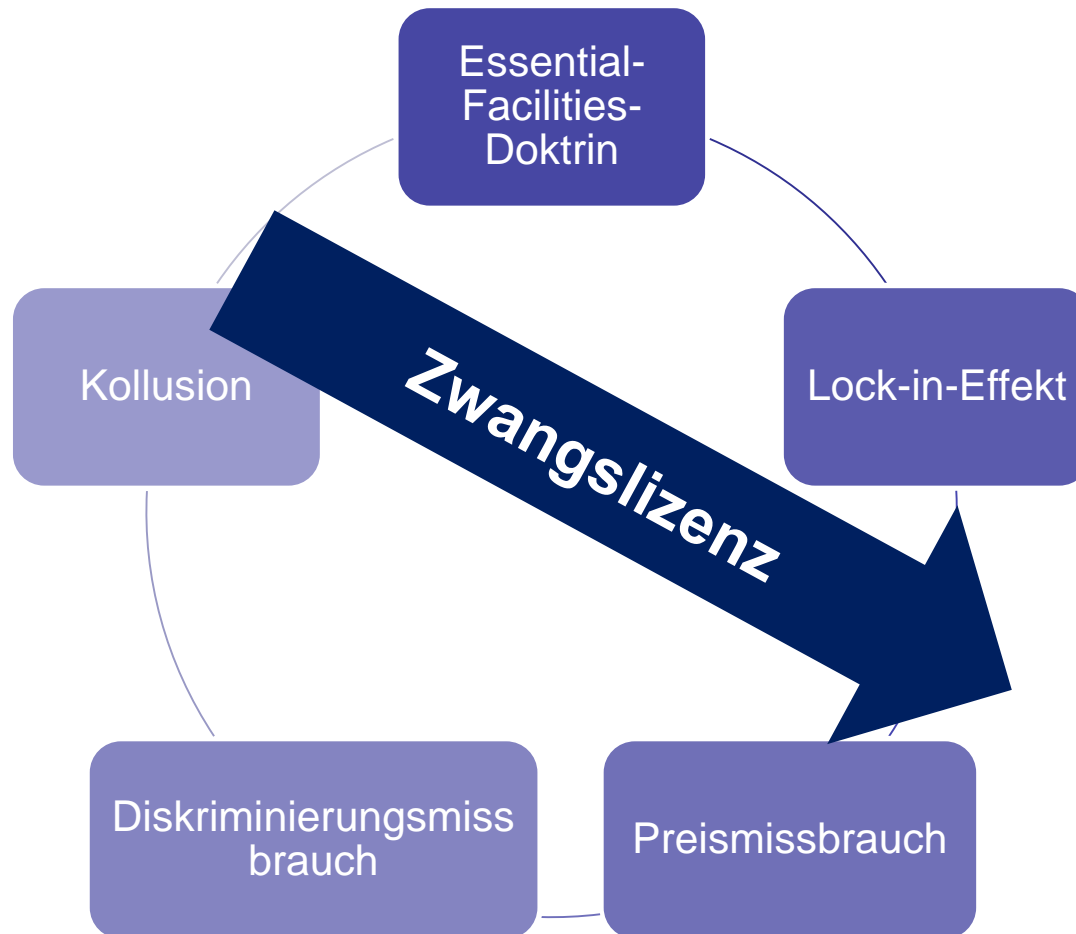 Essential-
Facilities-
Doktrin
Kollusion
Lock-in-Effekt
Zwangslizenz
Diskriminierungsmiss
brauch
Preismissbrauch